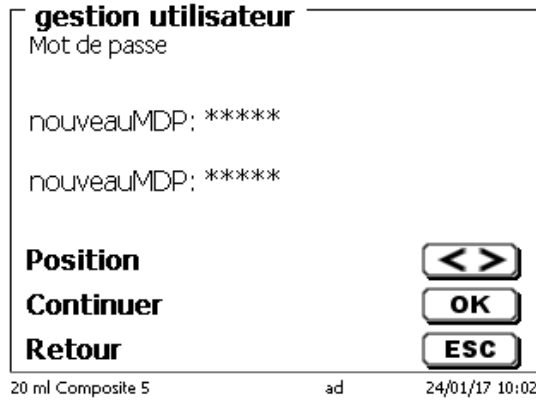 gestion utilisateur
Mot de passe
nouveauMDP: *****
nouveauMDP: *****
Position < >
Continuer OK
Retour ESC
20 ml Composite 5 ad 24/01/17 10:02